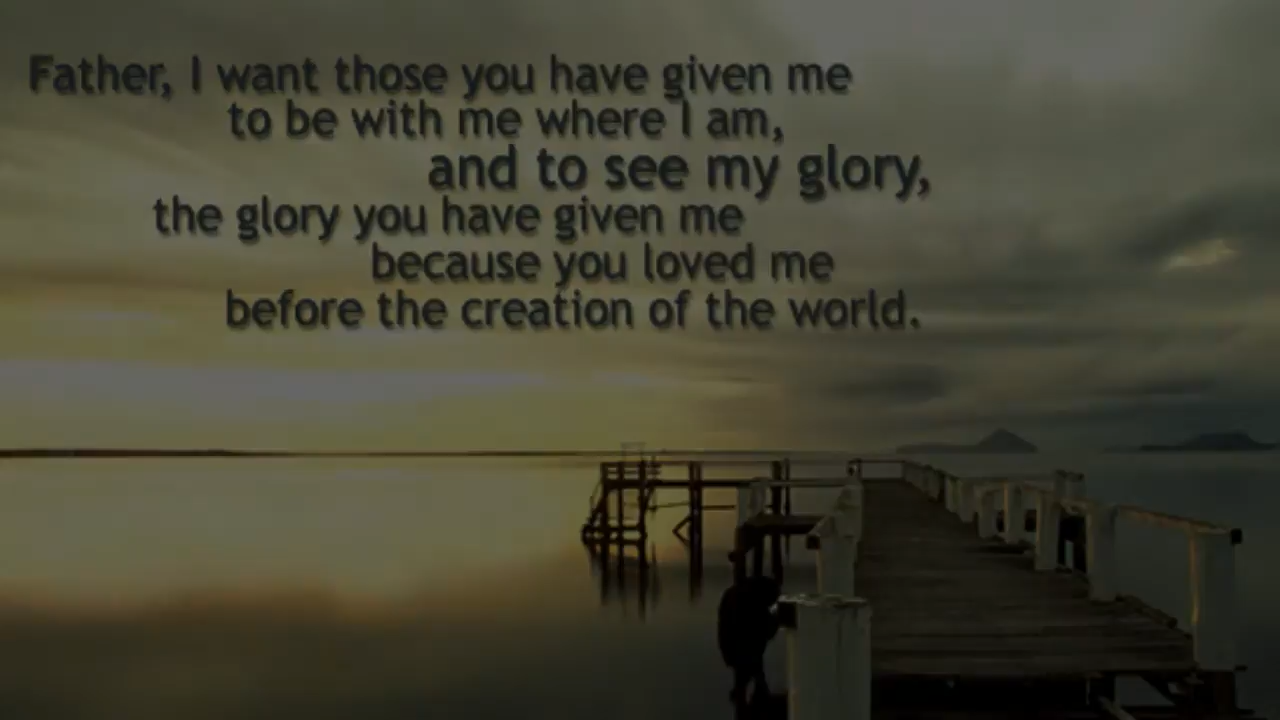 Father, I want those you have given me
to be with me where I am,
and to see my glory,
the glory you have given me
because you loved me
before the creation of the world.